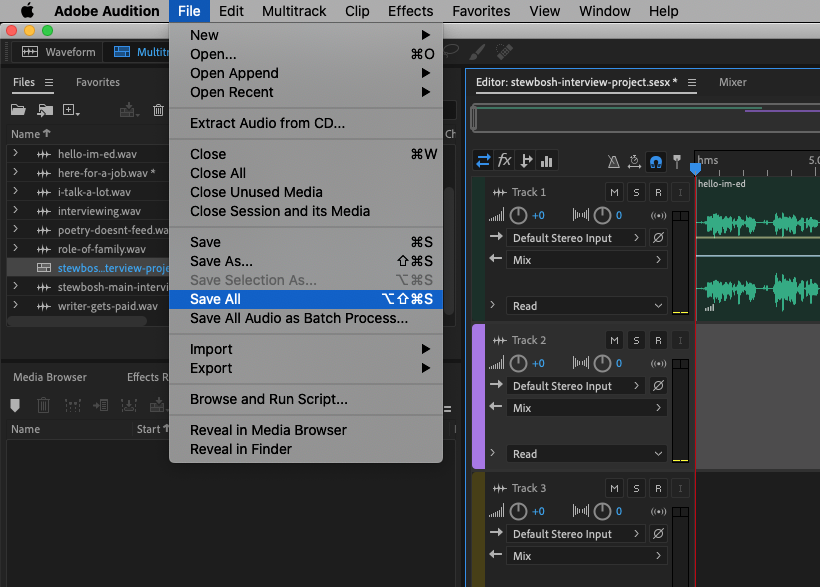 Adobe Audition File Edit Multitrack Clip Effects Favorites View Window Help
Waveform
Multitr
Files
Favorites
Name
Ch
hello-im-ed.wav
here-for-a-job.wav *
i-talk-a-lot.wav
interviewing.wav
poetry-doesnt-feed.wa
role-of-family.wav
stewbos...terview-proje
stewbosh-main-intervi
writer-gets-paid.wav
Media Browser
Effects R
Name
Start
New
Open... ⌘O
Open Append
Open Recent
Extract Audio from CD...
Close ⌘W
Close All
Close Unused Media
Close Session and its Media
Save ⌘S
Save As... ⇧⌘S
Save Selection As... ⌥⌘S
Save All ⌥⇧⌘S
Save All Audio as Batch Process...
Import
Export
Browse and Run Script...
Reveal in Media Browser
Reveal in Finder
Editor: stewbosh-interview-project.sesx *
Mixer
fx
hms
5.0
hello-im-ed
Track 1 M S R I
+0 0
Default Stereo Input
Mix
Read
Track 2 M S R I
+0 0
Default Stereo Input
Mix
Read
Track 3 M S R I
+0 0
Default Stereo Input
Mix